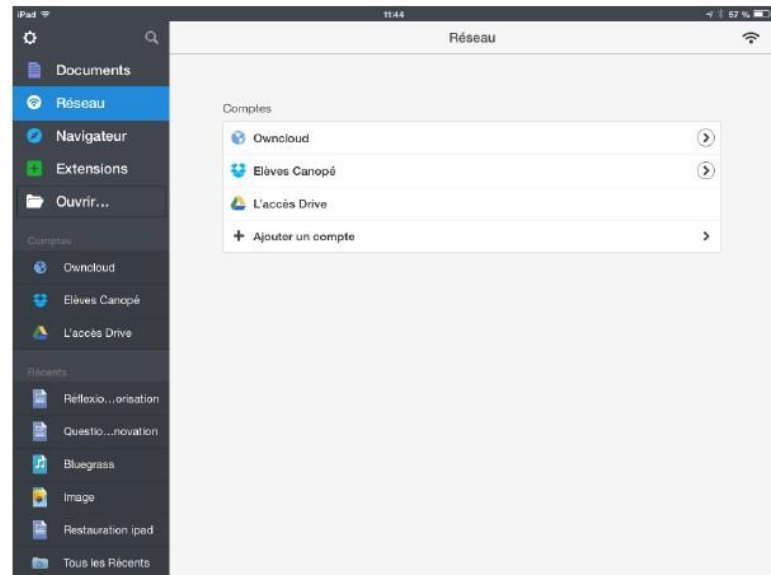 iPad
11:44
57 %
Réseau
Documents
Réseau
Navigateur
Extensions
Ouvrir...
Comptes
Owncloud
Elèves Canopé
L'accès Drive
Récents
Réflexio...orisation
Questio...novation
Bluegrass
Image
Restauration ipad
Tous les Récents
Comptes
Owncloud
Elèves Canopé
L'accès Drive
Ajouter un compte